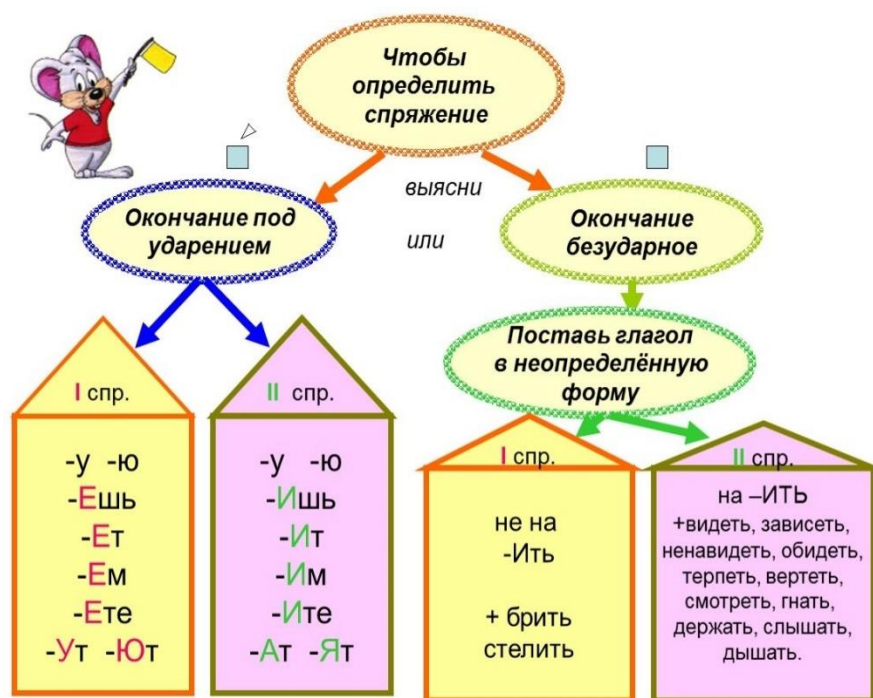 Чтобы
определить
спряжение
выясни
или
Окончание под
ударением
Окончание
безударное
Поставь глагол
в неопределённую
форму
I спр.
-у -ю
-Ешь
-Ет
-Ем
-Ете
-Ут -Ют
II спр.
-у -ю
-Ишь
-Ит
-Им
-Ите
-Ат -Ят
I спр.
не на
-Ить
+ брить
стелить
II спр.
на –ИТЬ
+видеть, зависеть,
ненавидеть, обидеть,
терпеть, вертеть,
смотреть, гнать,
держать, слышать,
дышать.